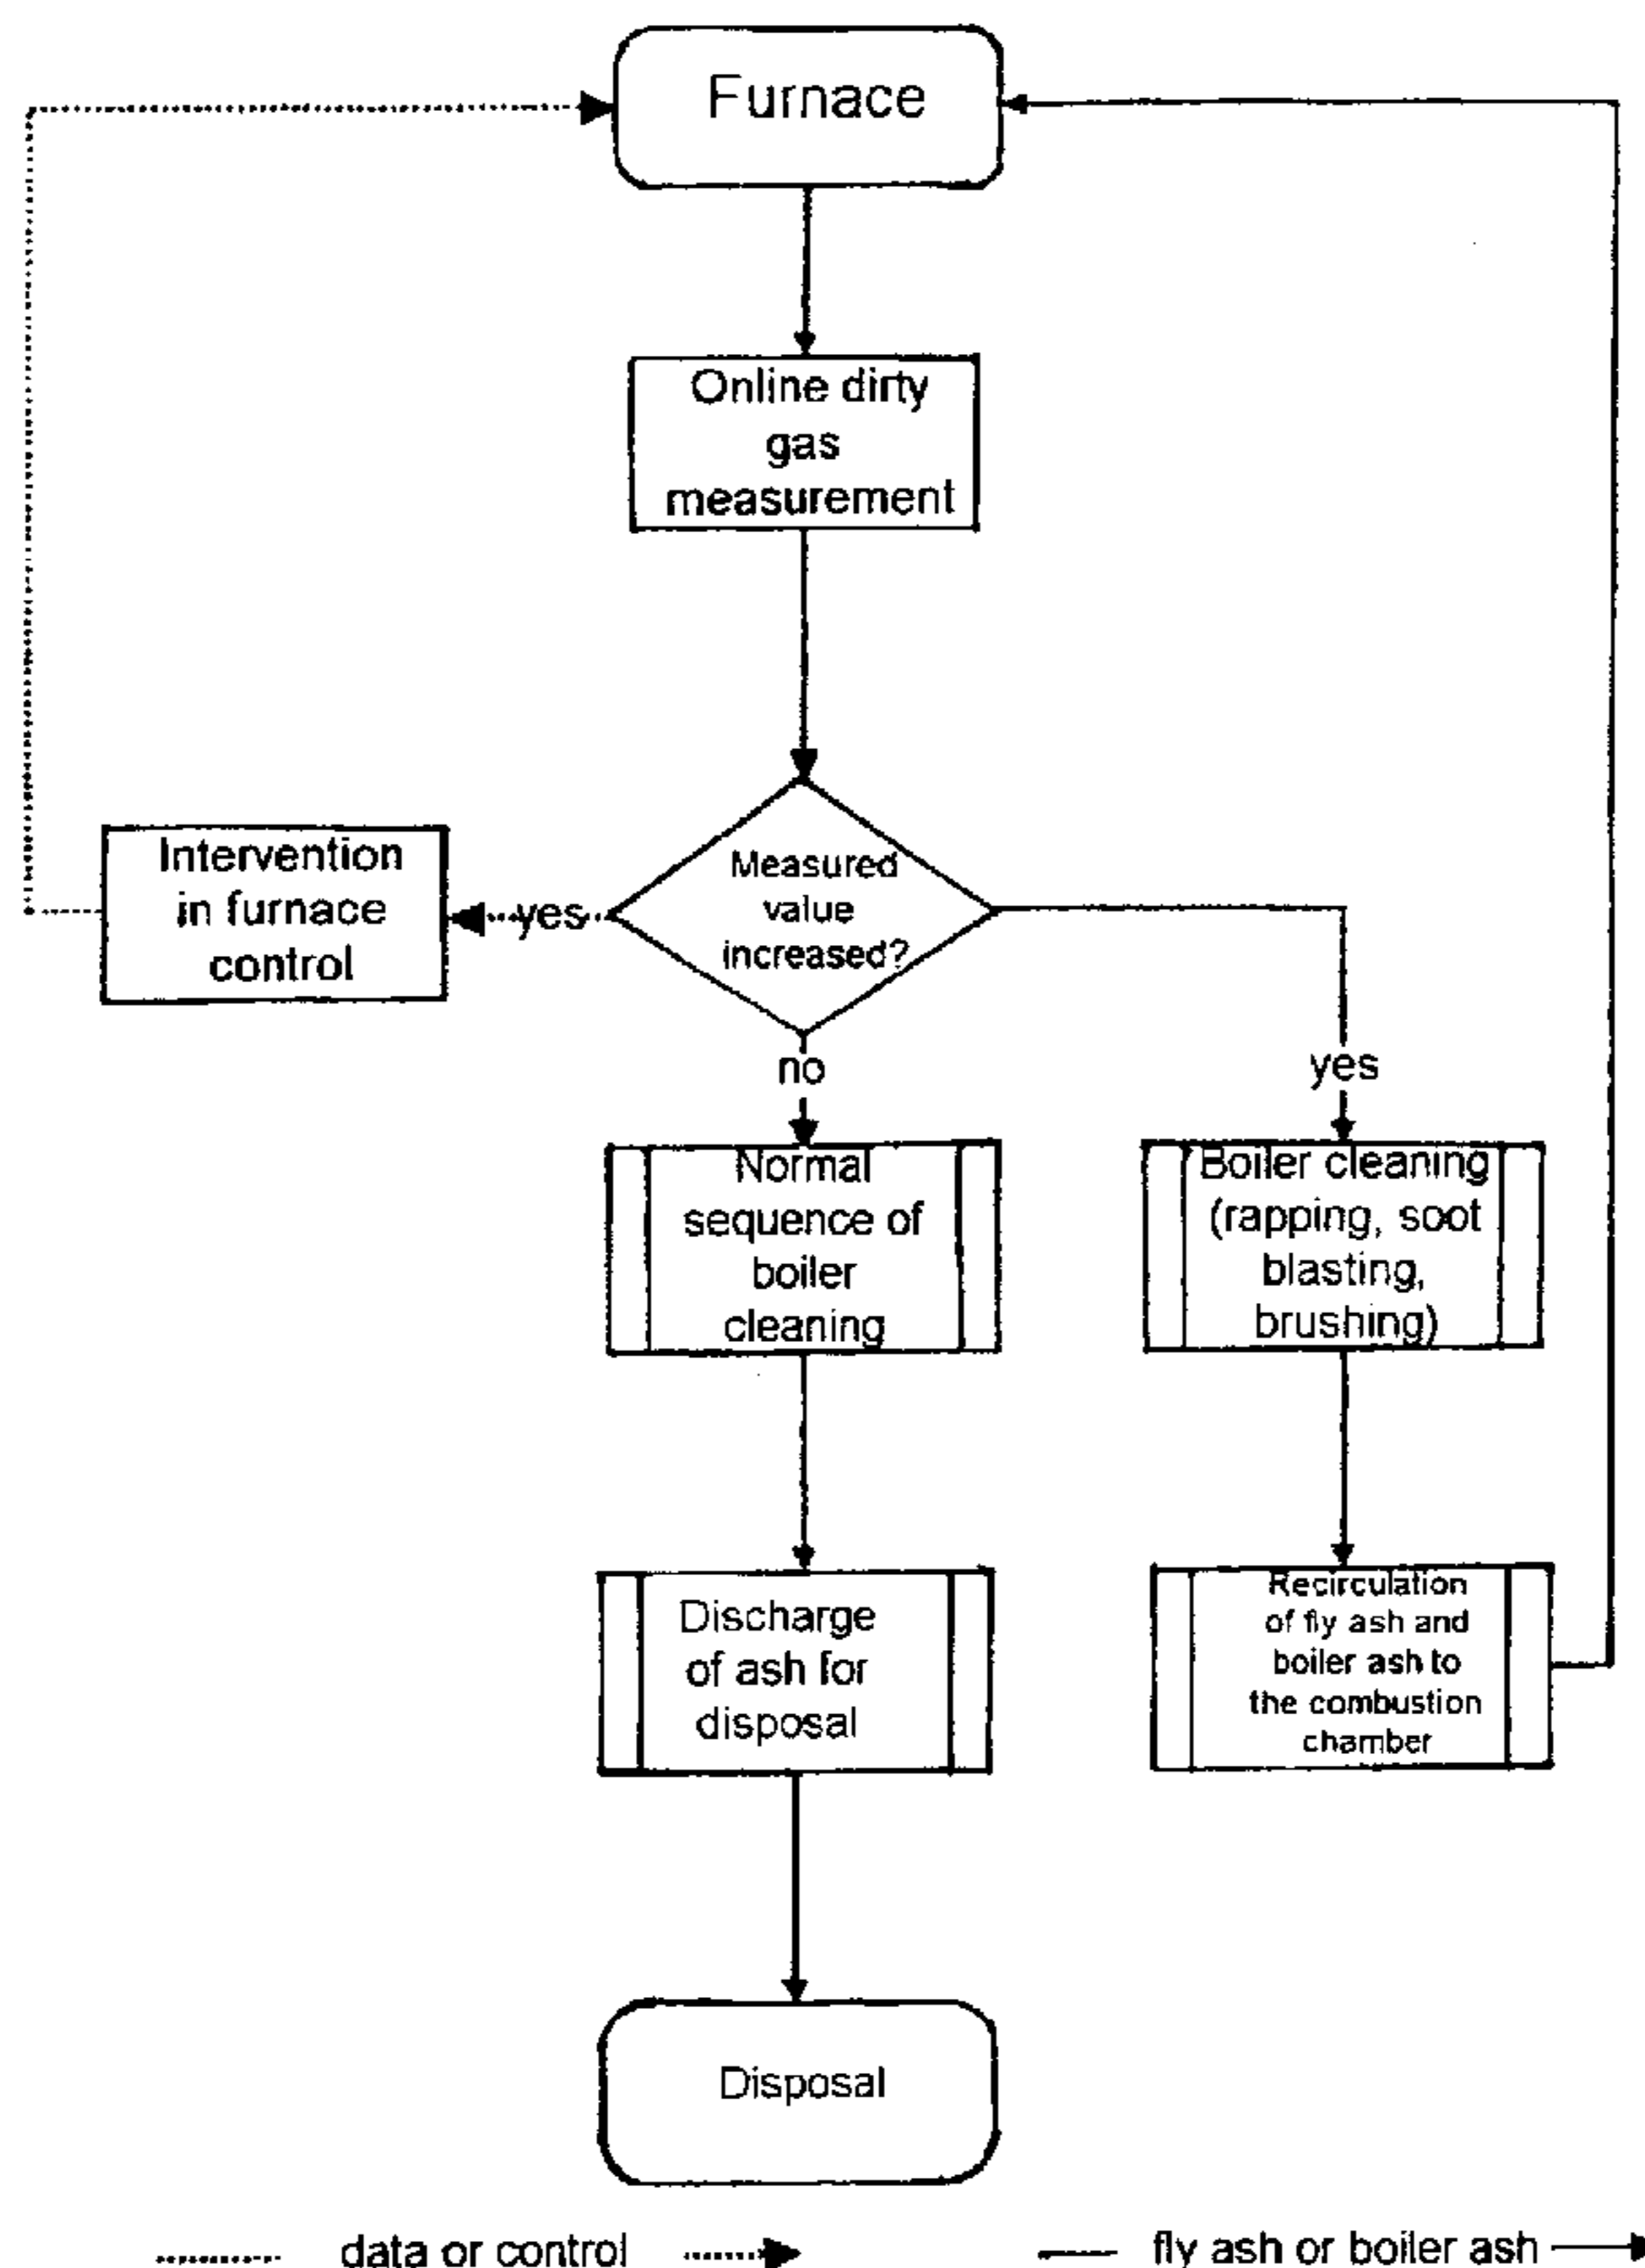 Furnace
Online dirty
gas
measurement
Measured
value
increased?
yes
Intervention
in furnace
control
no
yes
Normal
sequence of
boiler
cleaning
Boiler cleaning
(rapping, soot
blasting,
brushing)
Discharge
of ash for
disposal
Recirculation
of fly ash and
boiler ash to
the combustion
chamber
Disposal
data or control
fly ash or boiler ash